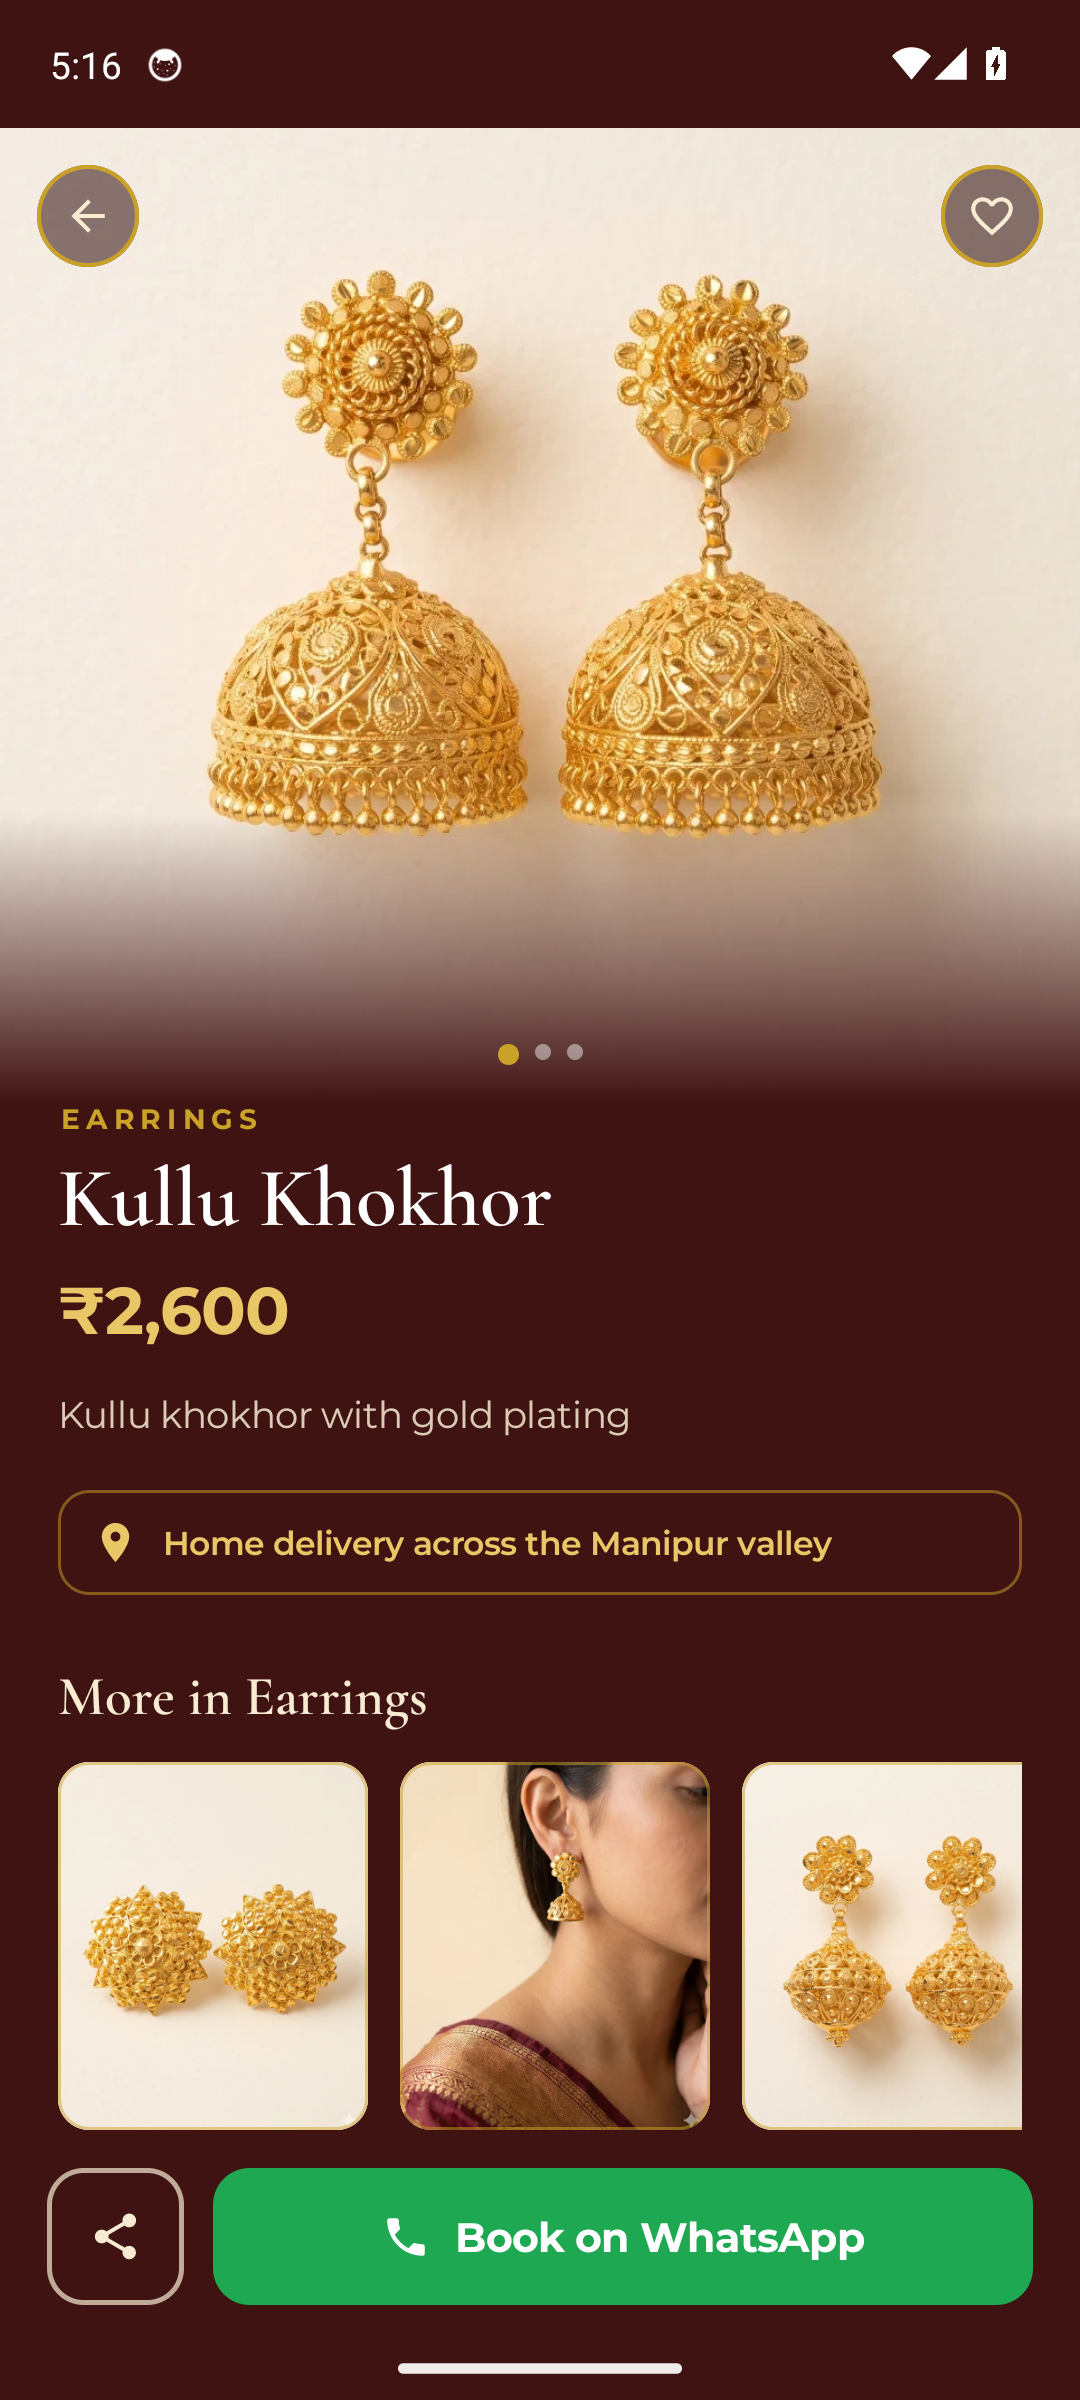 5:16
EARRINGS
Kullu Khokhor
₹2,600
Kullu khokhor with gold plating
Home delivery across the Manipur valley
More in Earrings
Book on WhatsApp